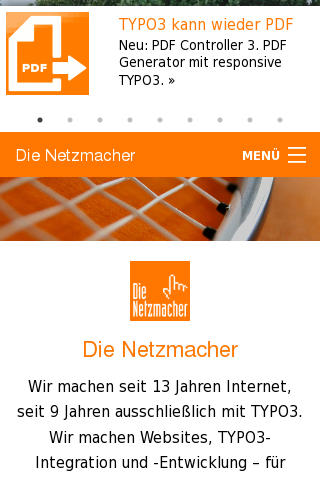 TYPO3 kann wieder PDF
Neu: PDF Controller 3. PDF
Generator mit responsive
TYPO3. »
PDF
Die Netzmacher
MENÜ
Die
Netzmacher
Die Netzmacher
Wir machen seit 13 Jahren Internet,
seit 9 Jahren ausschließlich mit TYPO3.
Wir machen Websites, TYPO3-
Integration und -Entwicklung – für